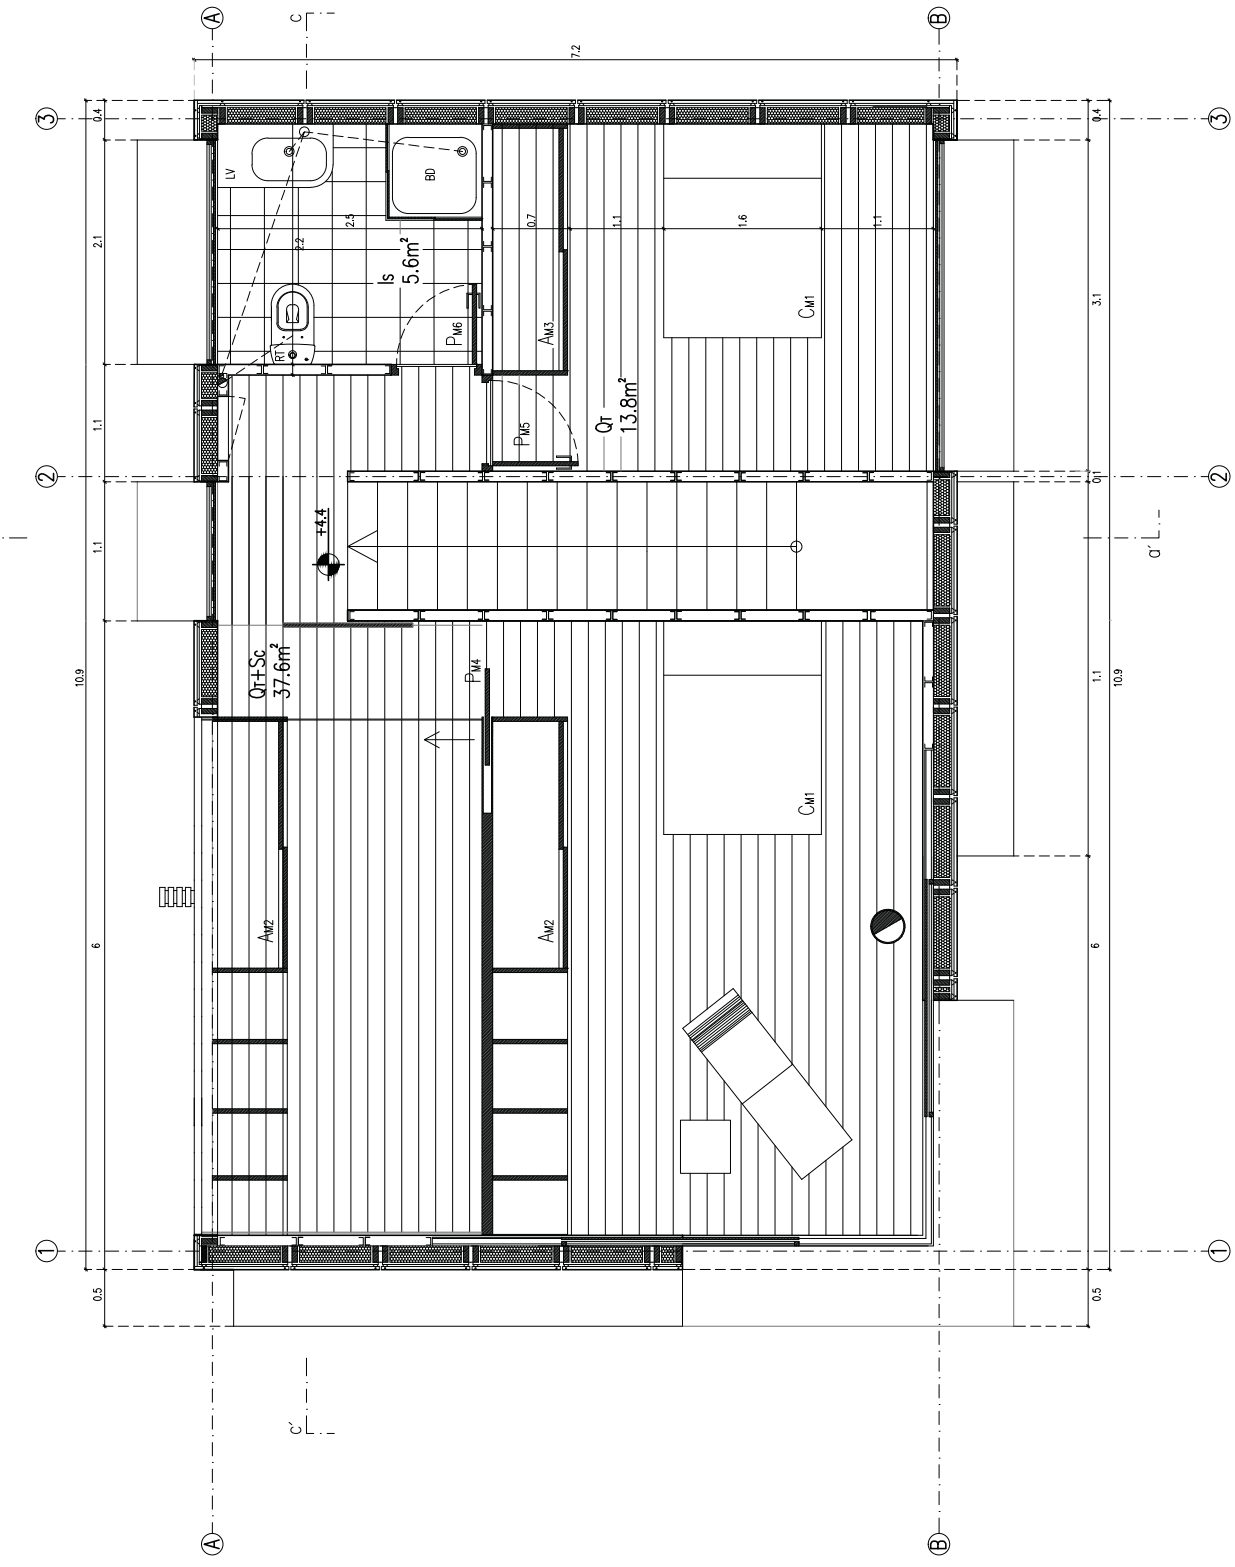 A
C
B
7.2
3
0.4
0.4
3
LV
BD
2.1
2.5
2.2
0.7
1.1
1.6
1.1
Is
5.6m²
3.1
RT
PM6
AM3
CM1
1.1
QT
13.8m²
PM5
2
0.1
2
+4.4
1.1
a'
QT+Sc
37.6m²
PM4
10.9
1.1
10.9
CM1
AM2
AM2
6
6
1
1
0.5
0.5
c'
A
B